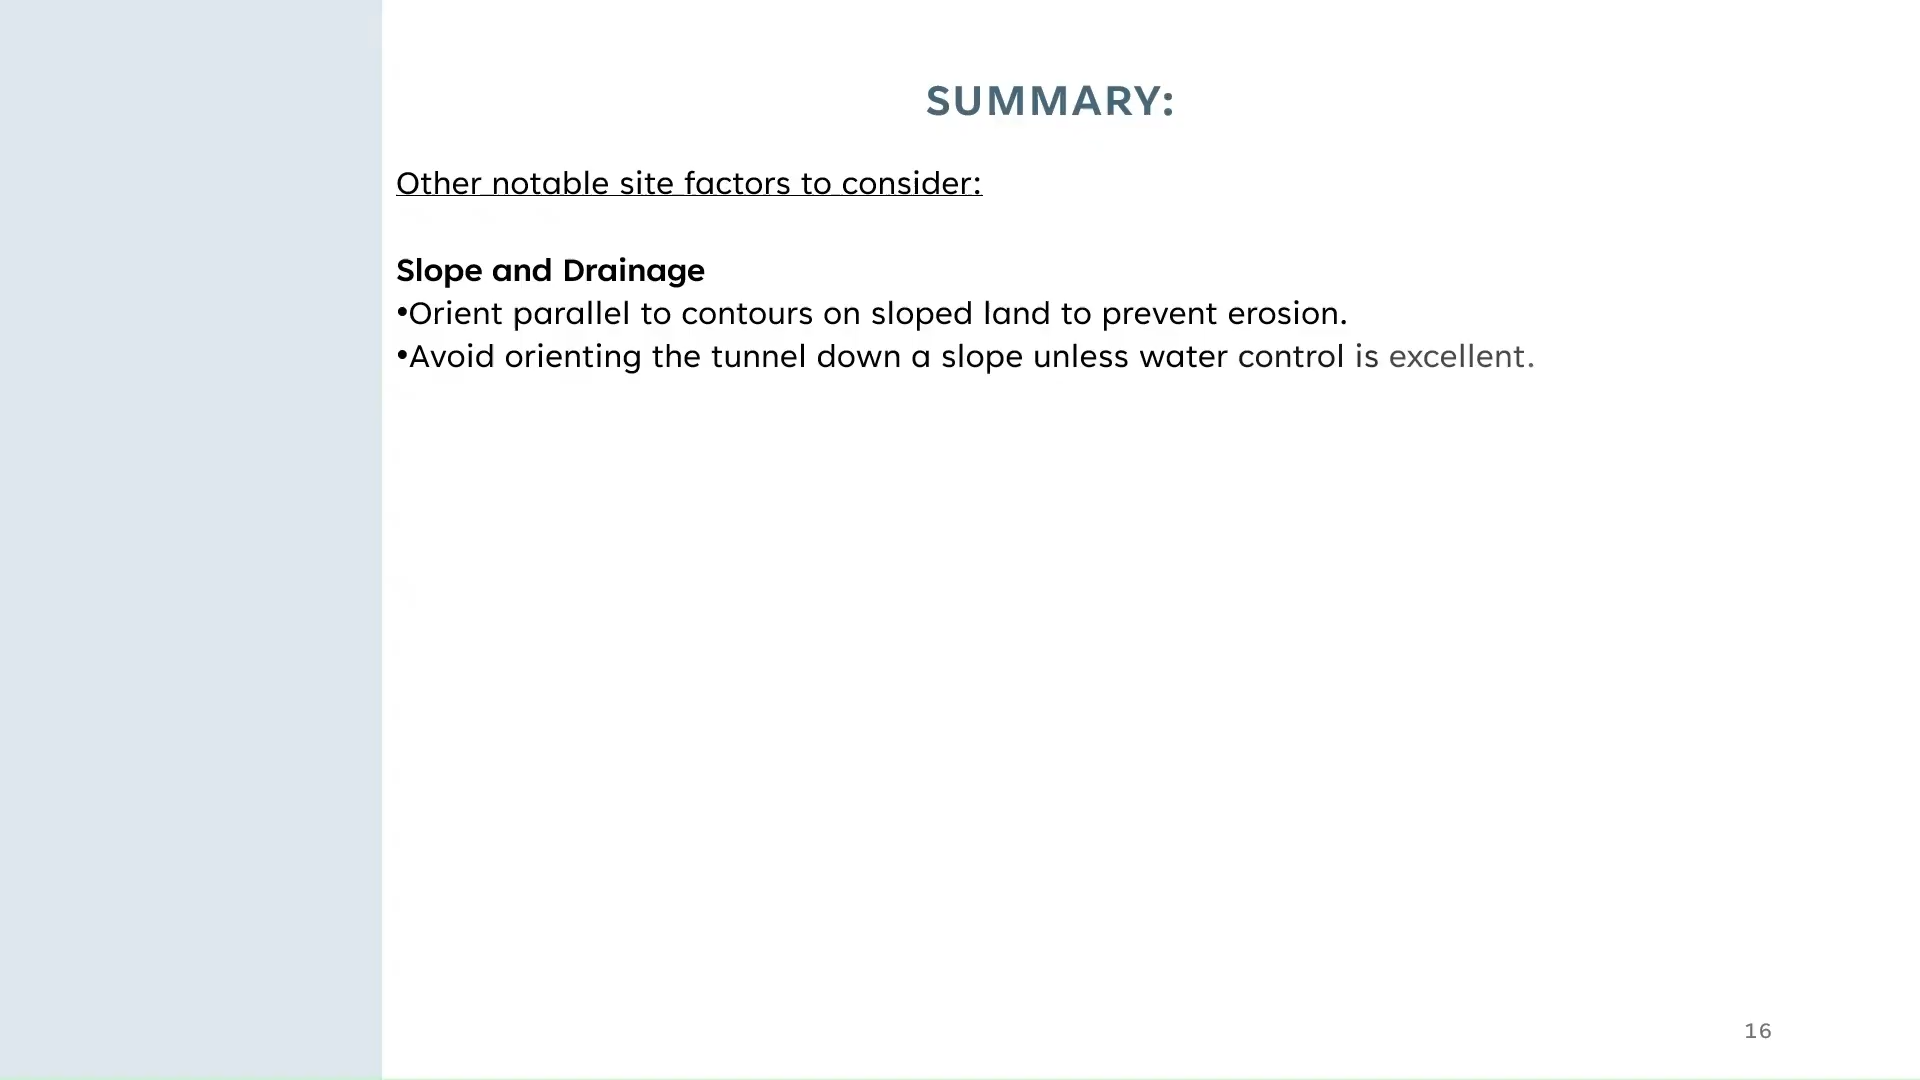 SUMMARY:
Other notable site factors to consider:
Slope and Drainage
•Orient parallel to contours on sloped land to prevent erosion.
•Avoid orienting the tunnel down a slope unless water control is excellent.
16